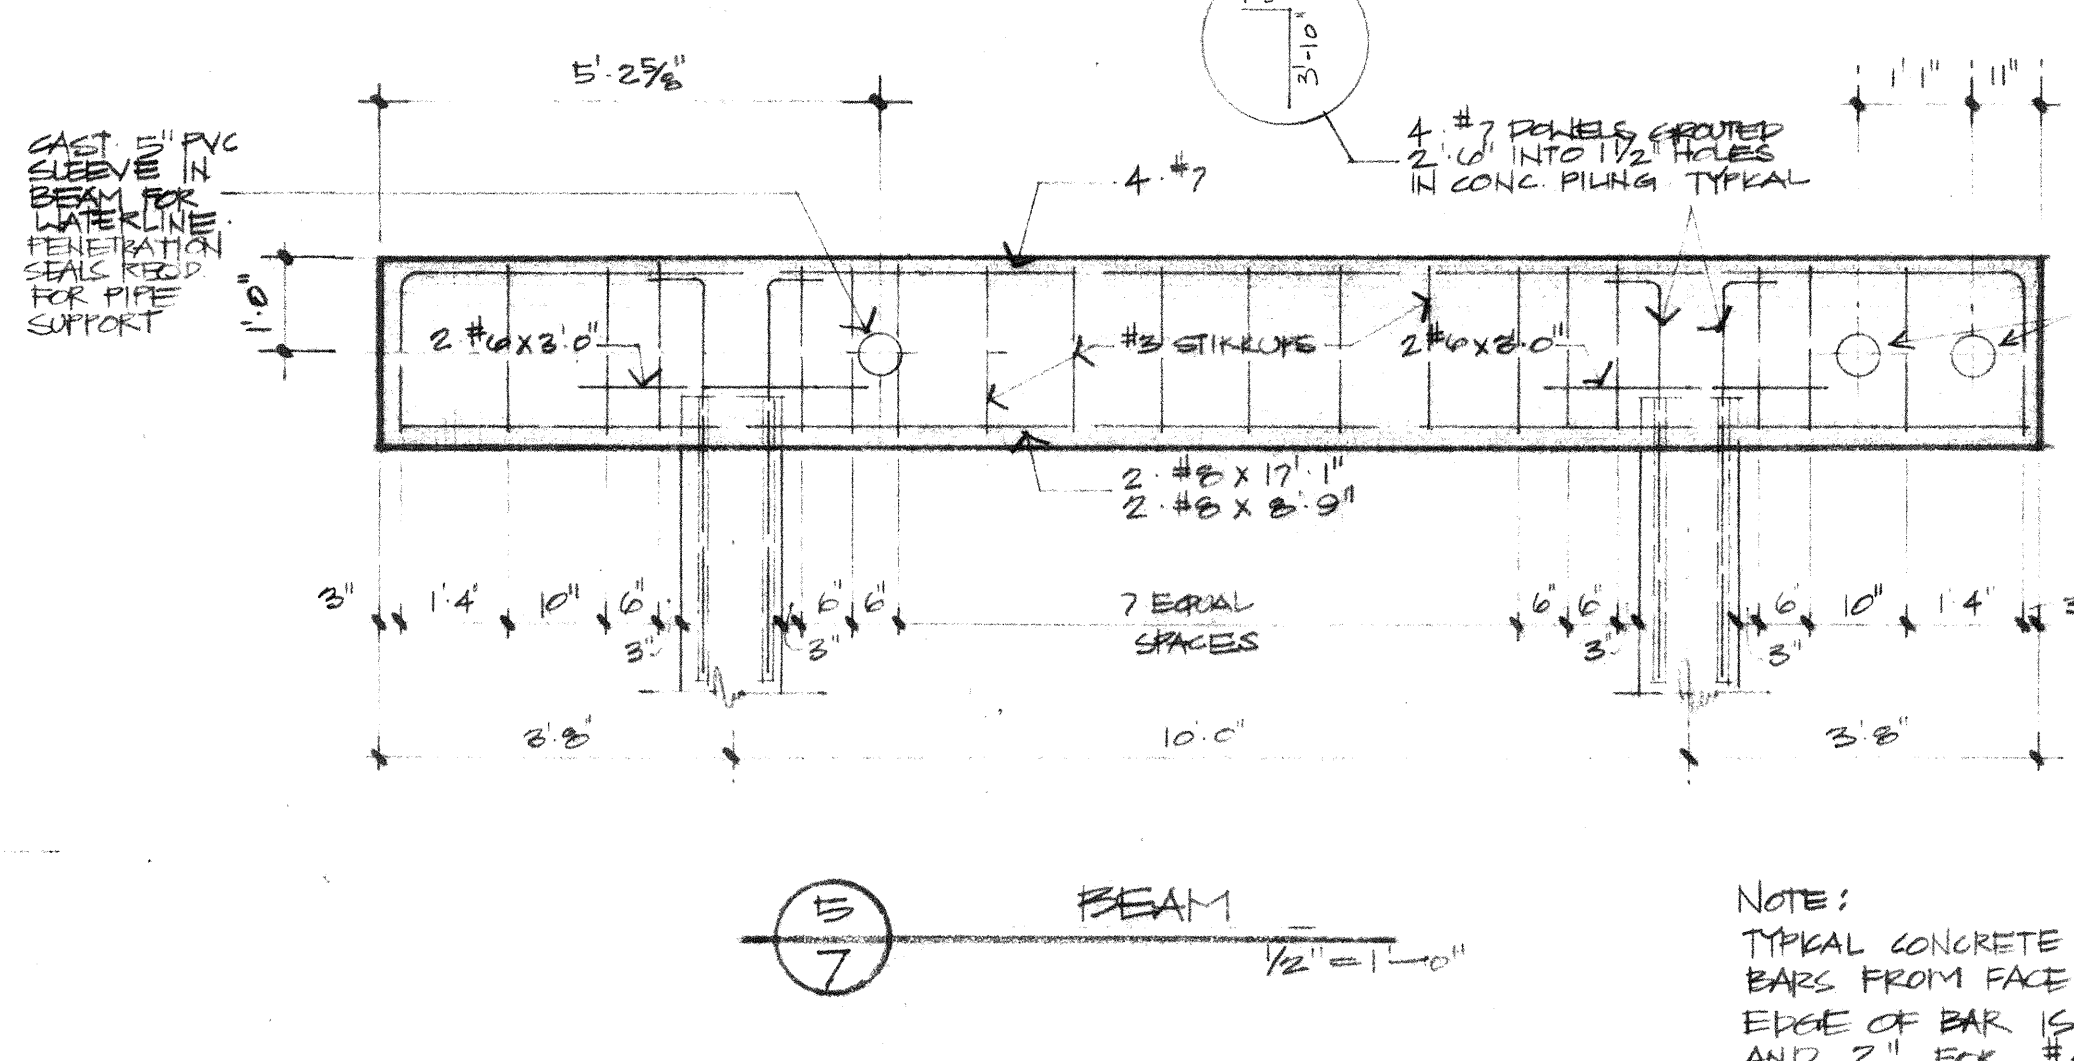 5'-2 5/8"
3'-10"
1'1" 11"
CAST 5" PVC
SLEEVE IN
BEAM FOR
WATERLINE.
PENETRATION
SEALS REQD
FOR PIPE
SUPPORT
1'-0"
4-#7
4-#7 DOWELS GROUTED
2'-6" INTO 1 1/2" HOLES
IN CONC. PILING TYPICAL
2-#6x3'-0"
#3 STIRRUPS
2#6x3'-0"
2-#8 x 17'-1"
2-#8 x 8'-9"
3" 1'-4" 10" 6" 3" 3" 6" 6"
7 EQUAL
SPACES
6" 6" 3" 3" 6" 10" 1'-4"
3'-8" 10'-0" 3'-8"
5
7
BEAM
1/2"=1'-0"
NOTE:
TYPICAL CONCRETE
BARS FROM FACE
EDGE OF BAR IS
AND 2" FOR #